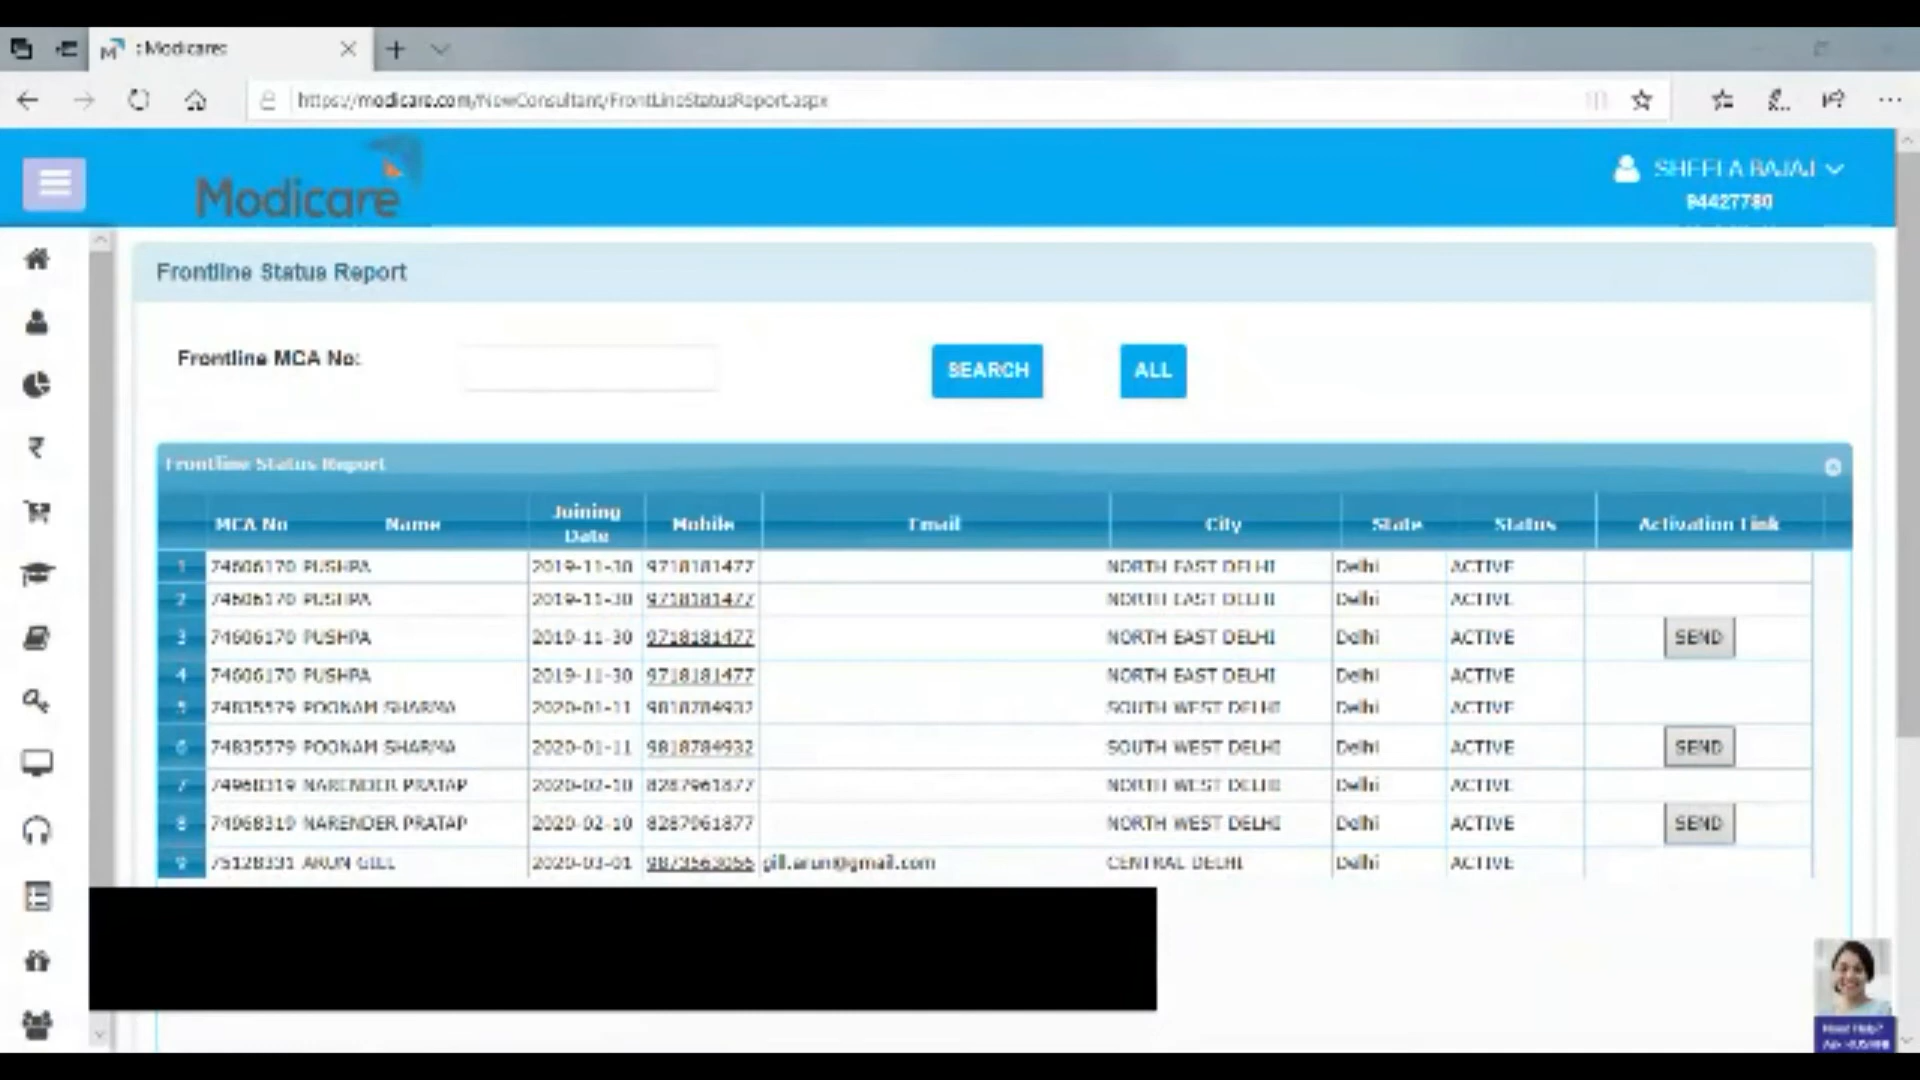 : Modicare:
https://modicare.com/NewConsultant/FrontLineStatusReport.aspx
Modicare
SHEELA BAJAJ
94427780
Frontline Status Report
Frontline MCA No:
SEARCH
ALL
Frontline Status Report
MCA No Name Joining Date Mobile Email City State Status Activation Link
1 74606170 PUSHPA 2019-11-30 9718181477 NORTH EAST DELHI Delhi ACTIVE
2 74606170 PUSHPA 2019-11-30 9718181477 NORTH EAST DELHI Delhi ACTIVE
3 74606170 PUSHPA 2019-11-30 9718181477 NORTH EAST DELHI Delhi ACTIVE SEND
4 74606170 PUSHPA 2019-11-30 9718181477 NORTH EAST DELHI Delhi ACTIVE
5 74835579 POONAM SHARMA 2020-01-11 9818784932 SOUTH WEST DELHI Delhi ACTIVE
6 74835579 POONAM SHARMA 2020-01-11 9818784932 SOUTH WEST DELHI Delhi ACTIVE SEND
7 74968319 NARENDER PRATAP 2020-02-10 8287961877 NORTH WEST DELHI Delhi ACTIVE
8 74968319 NARENDER PRATAP 2020-02-10 8287961877 NORTH WEST DELHI Delhi ACTIVE SEND
9 75128331 ARUN GILL 2020-03-01 9873563055 gill.arun@gmail.com CENTRAL DELHI Delhi ACTIVE
Need Help?